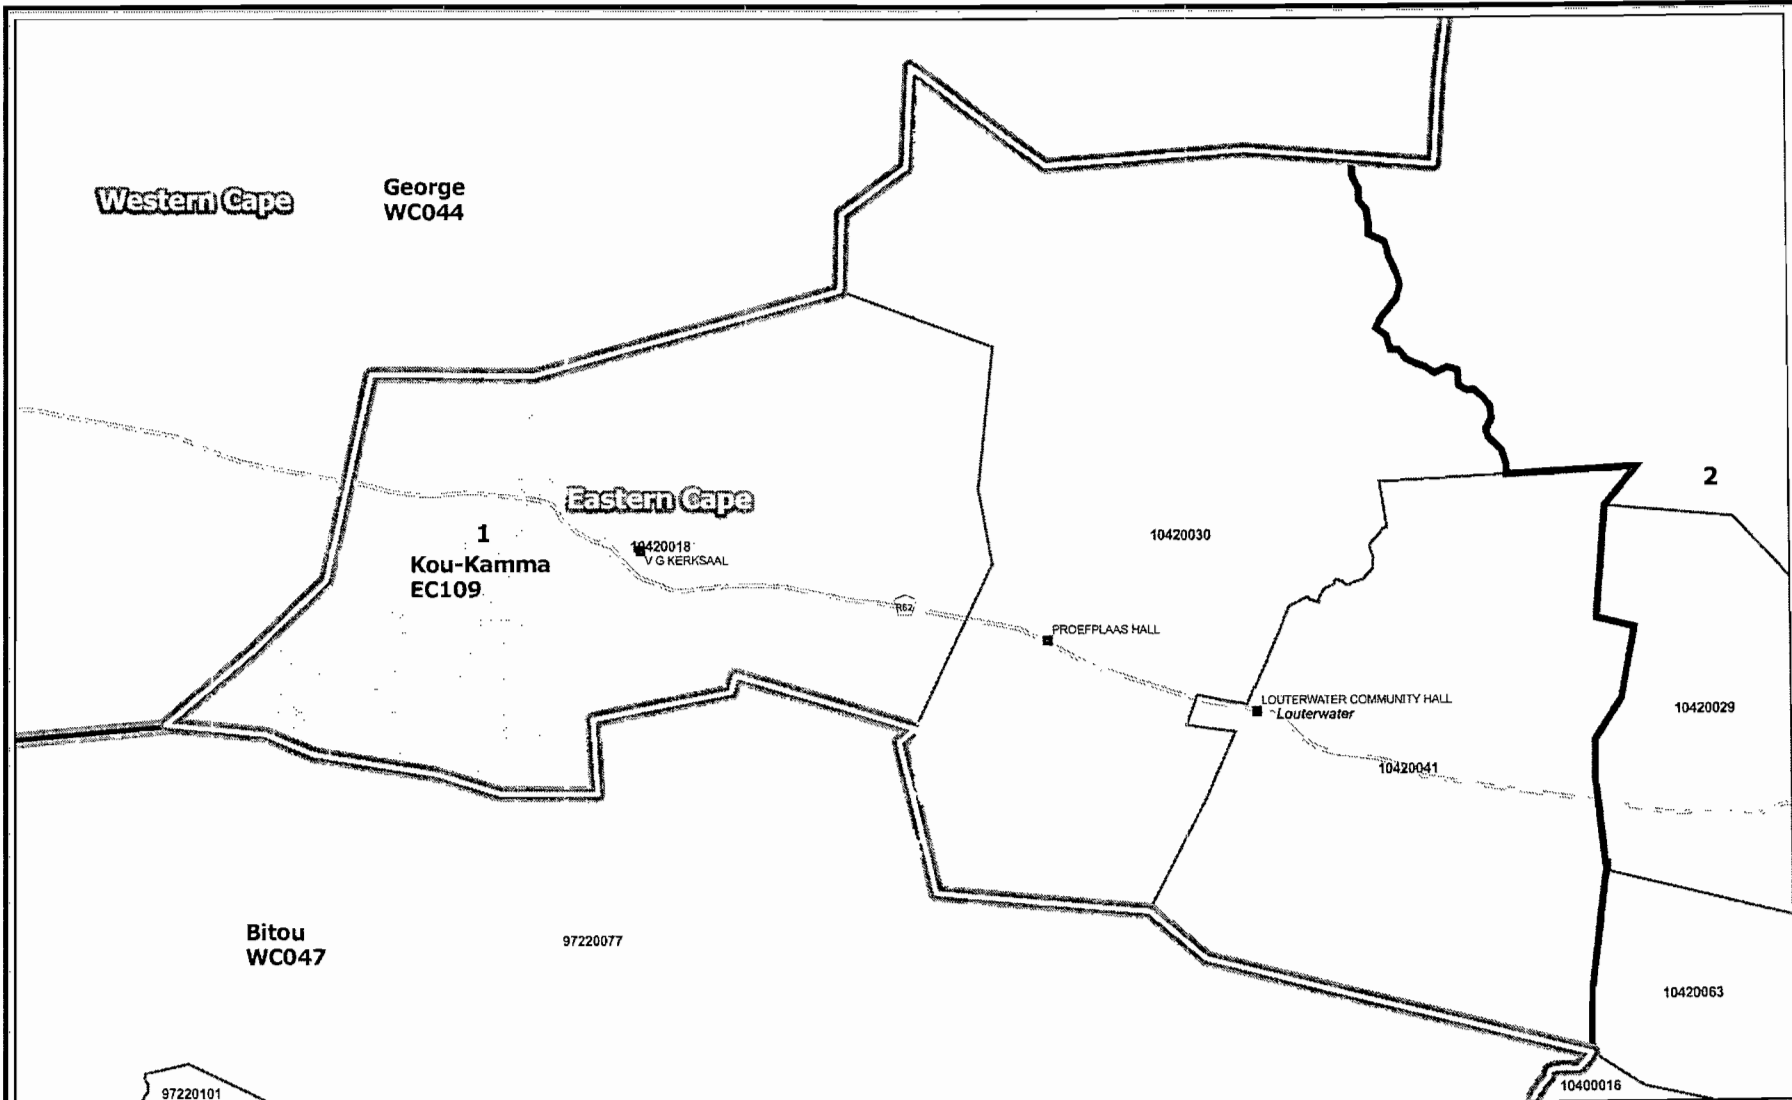 George
WC044
Western Cape
2
Eastern Cape
1
10420018
V G KERKSAAL
Kou-Kamma
EC109
10420030
R62
PROEFPLAAS HALL
LOUTERWATER COMMUNITY HALL
Louterwater
10420029
10420041
Bitou
WC047
97220077
10420063
10400016
97220101